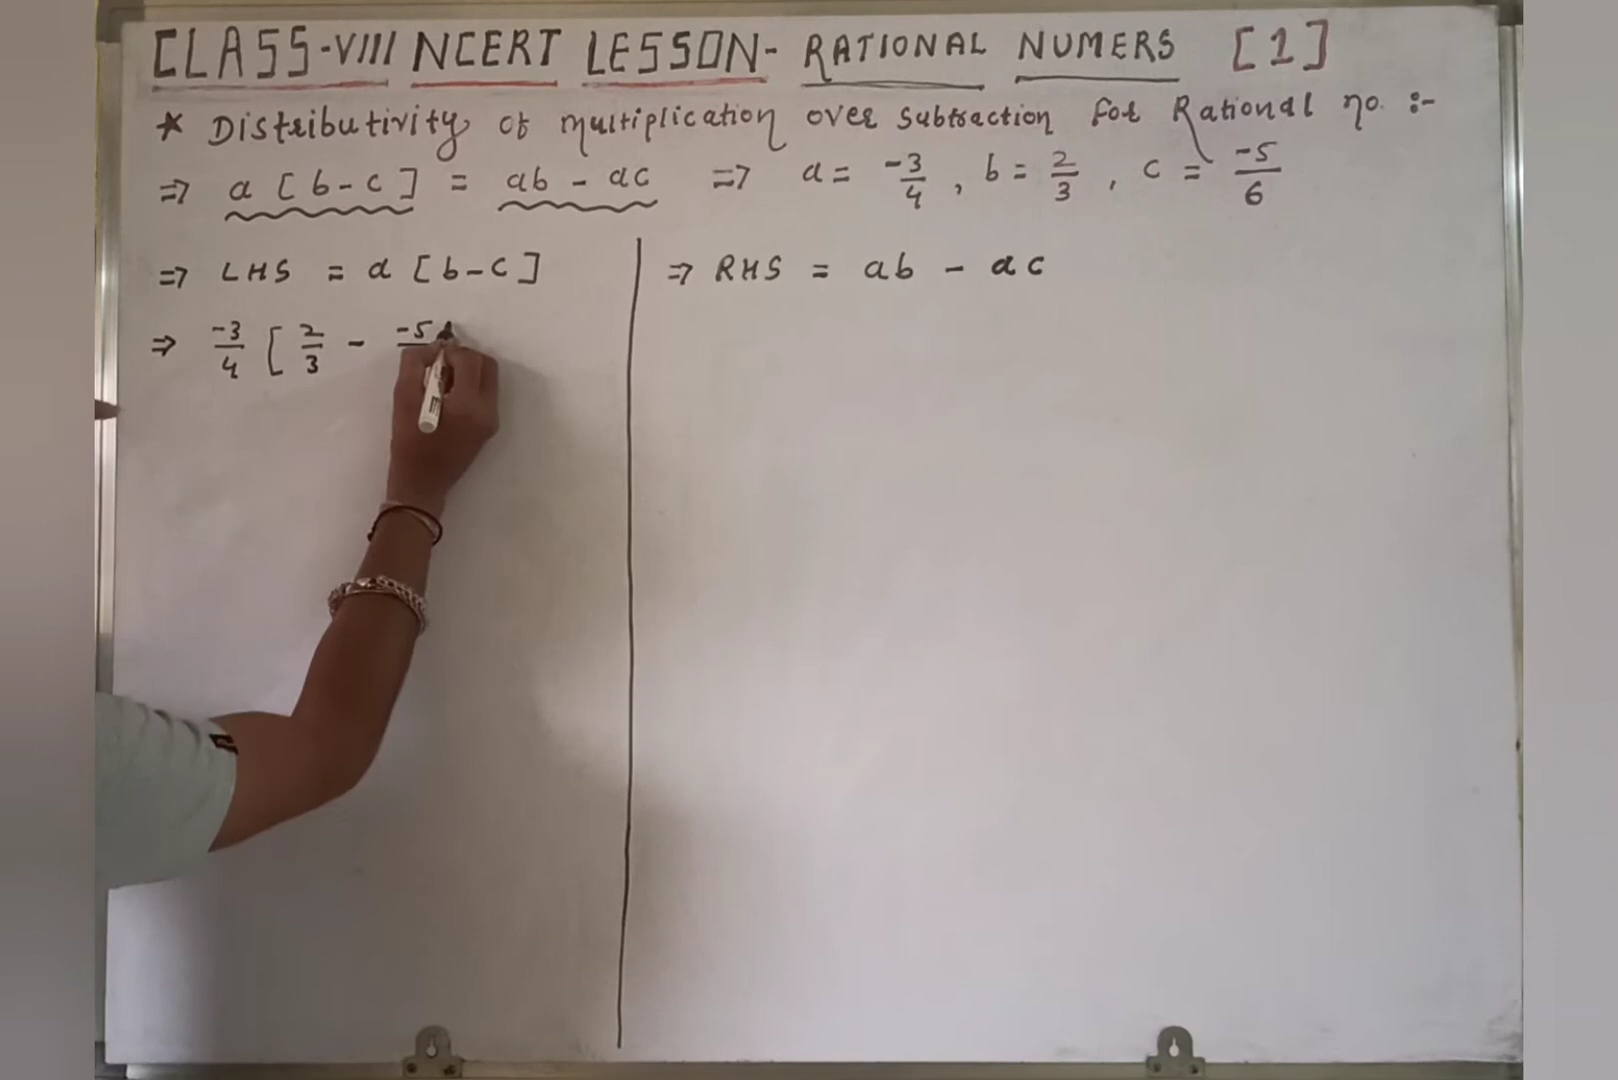 CLASS-VIII NCERT LESSON- RATIONAL NUMERS [1]
* Distributivity of multiplication over subtraction for Rational no. :-
⇒ a [b-c] = ab - ac ⇒ a = -3/4 , b = 2/3 , c = -5/6
⇒ LHS = a [b-c]
⇒ -3/4 [ 2/3 - -5
⇒ RHS = ab - ac